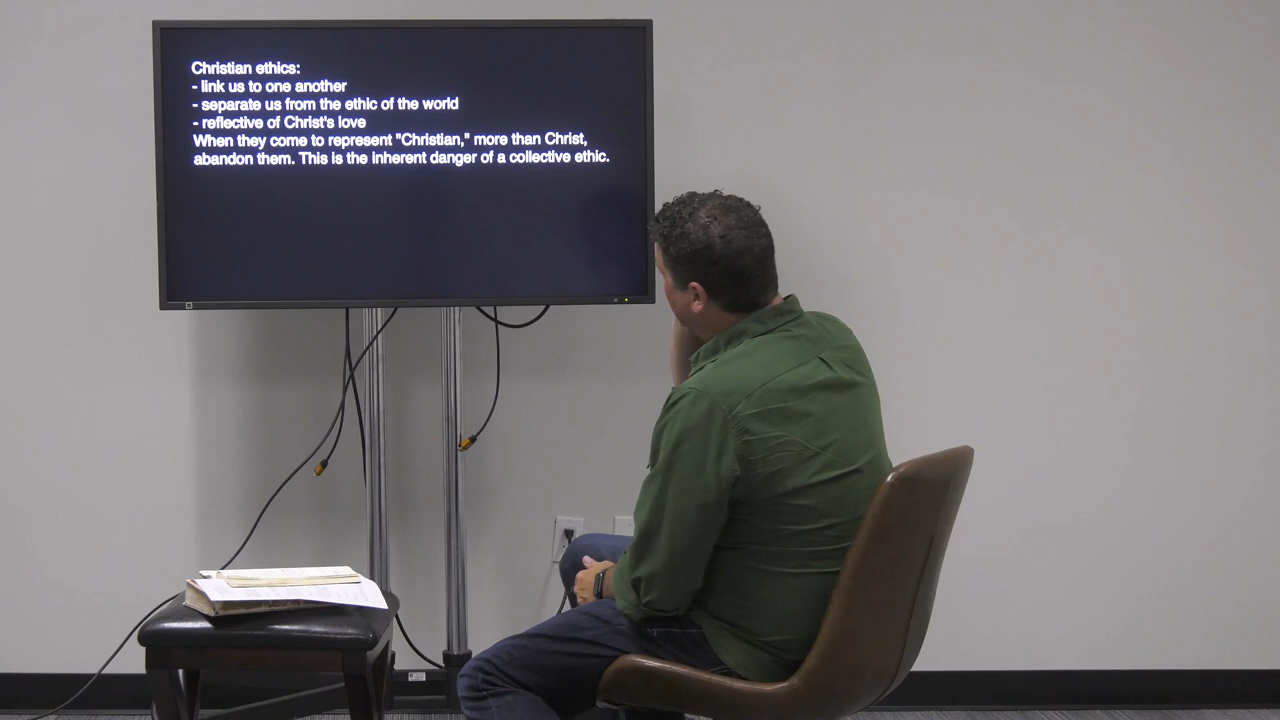 Christian ethics:
- link us to one another
- separate us from the ethic of the world
- reflective of Christ's love
When they come to represent "Christian," more than Christ,
abandon them. This is the inherent danger of a collective ethic.